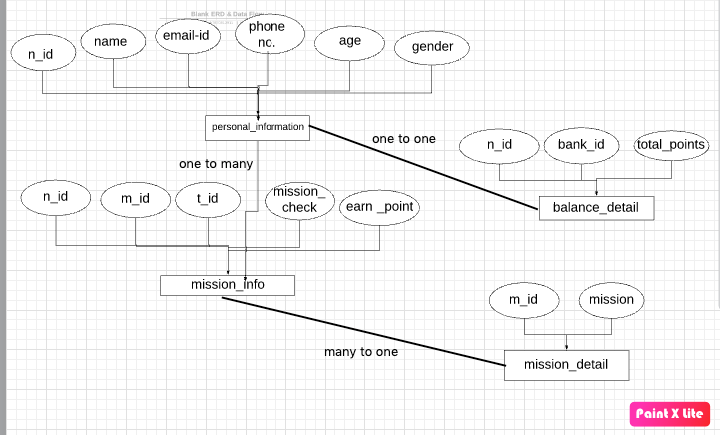 Blank ERD & Data Flow
n_id
name
email-id
phone
no.
age
gender
personal_information
one to one
n_id
bank_id
total_points
balance_detail
one to many
n_id
m_id
t_id
mission_
check
earn _point
mission_info
many to one
m_id
mission
mission_detail
Paint X Lite